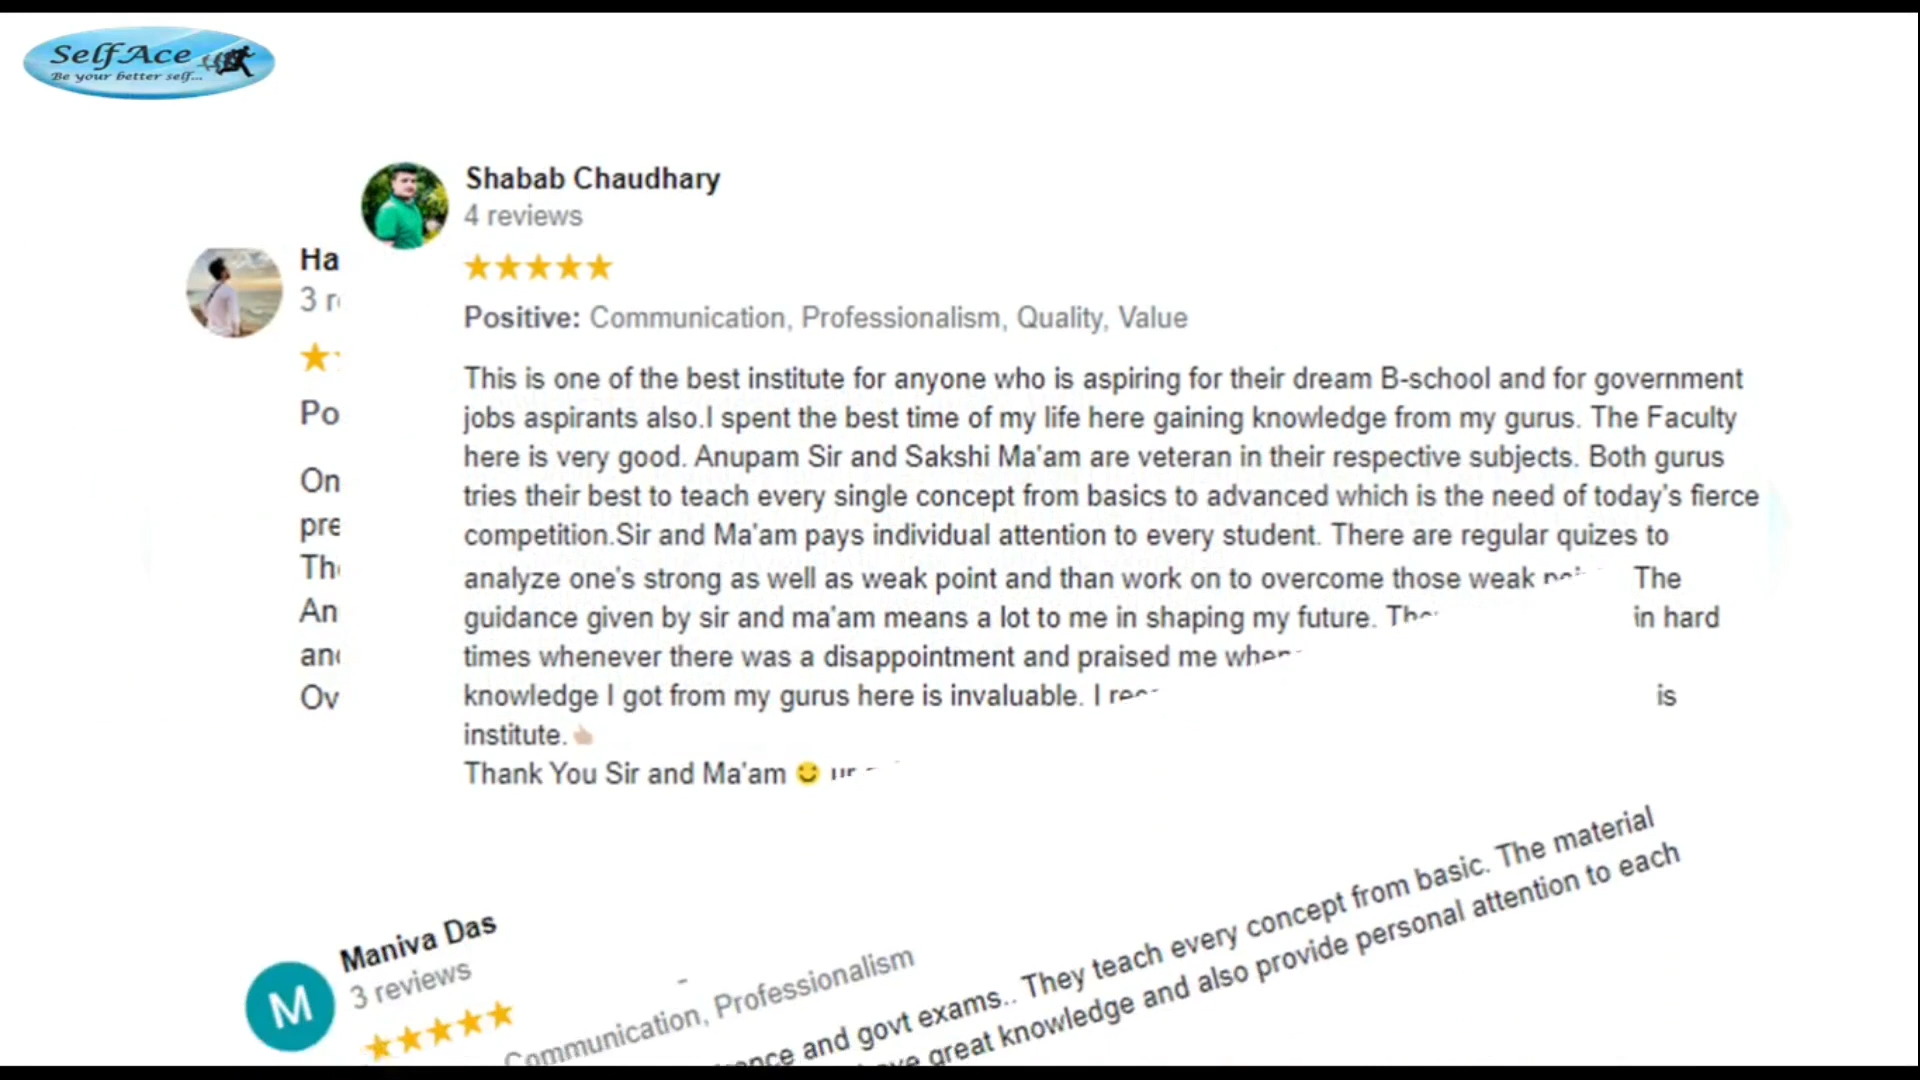 SelfAce
Be your better self...
Shabab Chaudhary
4 reviews
Positive: Communication, Professionalism, Quality, Value
This is one of the best institute for anyone who is aspiring for their dream B-school and for government
jobs aspirants also.I spent the best time of my life here gaining knowledge from my gurus. The Faculty
here is very good. Anupam Sir and Sakshi Ma'am are veteran in their respective subjects. Both gurus
tries their best to teach every single concept from basics to advanced which is the need of today's fierce
competition.Sir and Ma'am pays individual attention to every student. There are regular quizes to
analyze one's strong as well as weak point and than work on to overcome those weak The
guidance given by sir and ma'am means a lot to me in shaping my future. in hard
times whenever there was a disappointment and praised me
knowledge I got from my gurus here is invaluable. I is
institute.👍🏻
Thank You Sir and Ma'am 😊 ur
Ha
3 r
Po
On
pre
The
An
and
Ov
Maniva Das
3 reviews
Communication, Professionalism
and govt exams.. They teach every concept from basic. The material
great knowledge and also provide personal attention to each
M